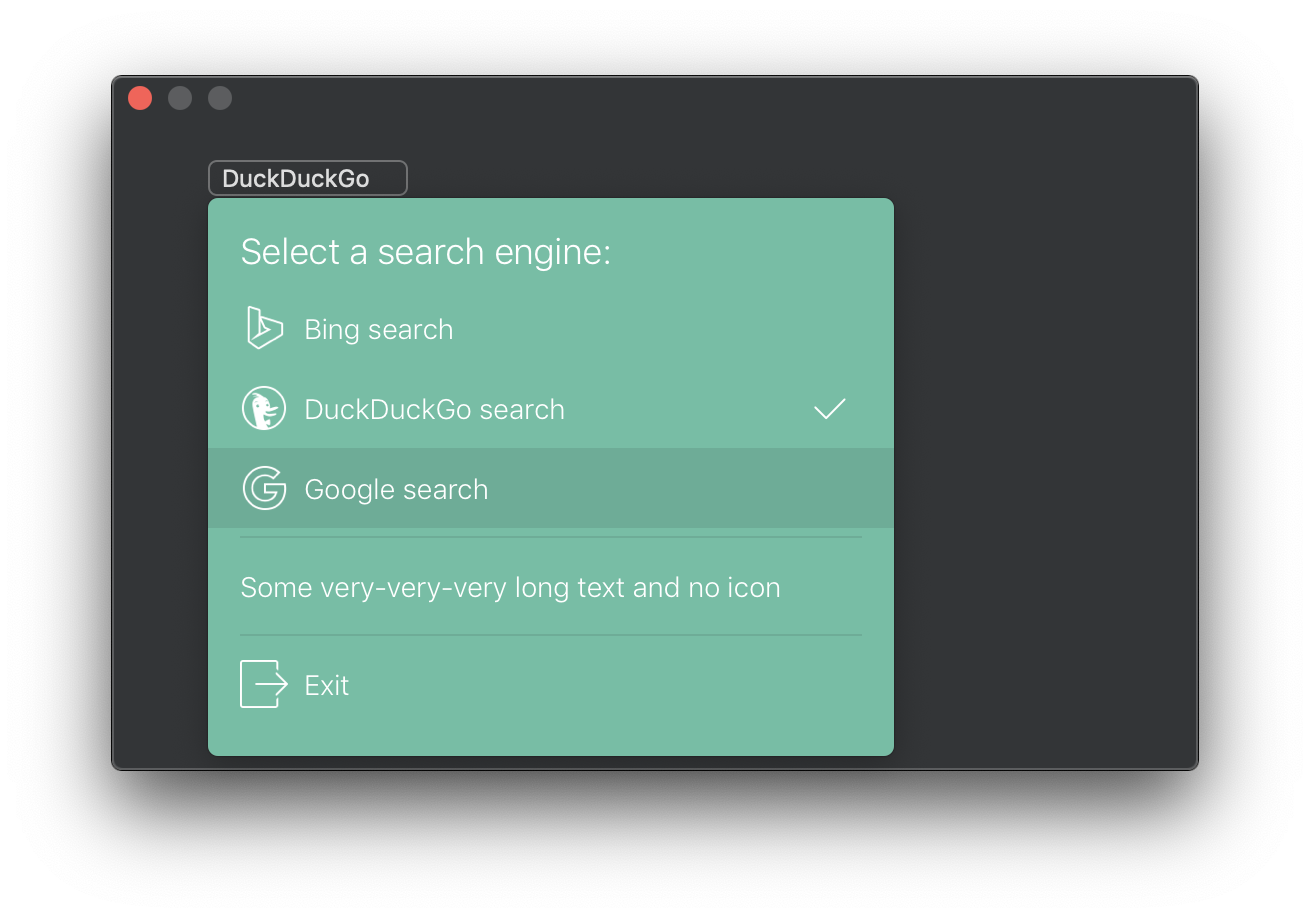 DuckDuckGo
Select a search engine:
Bing search
DuckDuckGo search
Google search
Some very-very-very long text and no icon
Exit